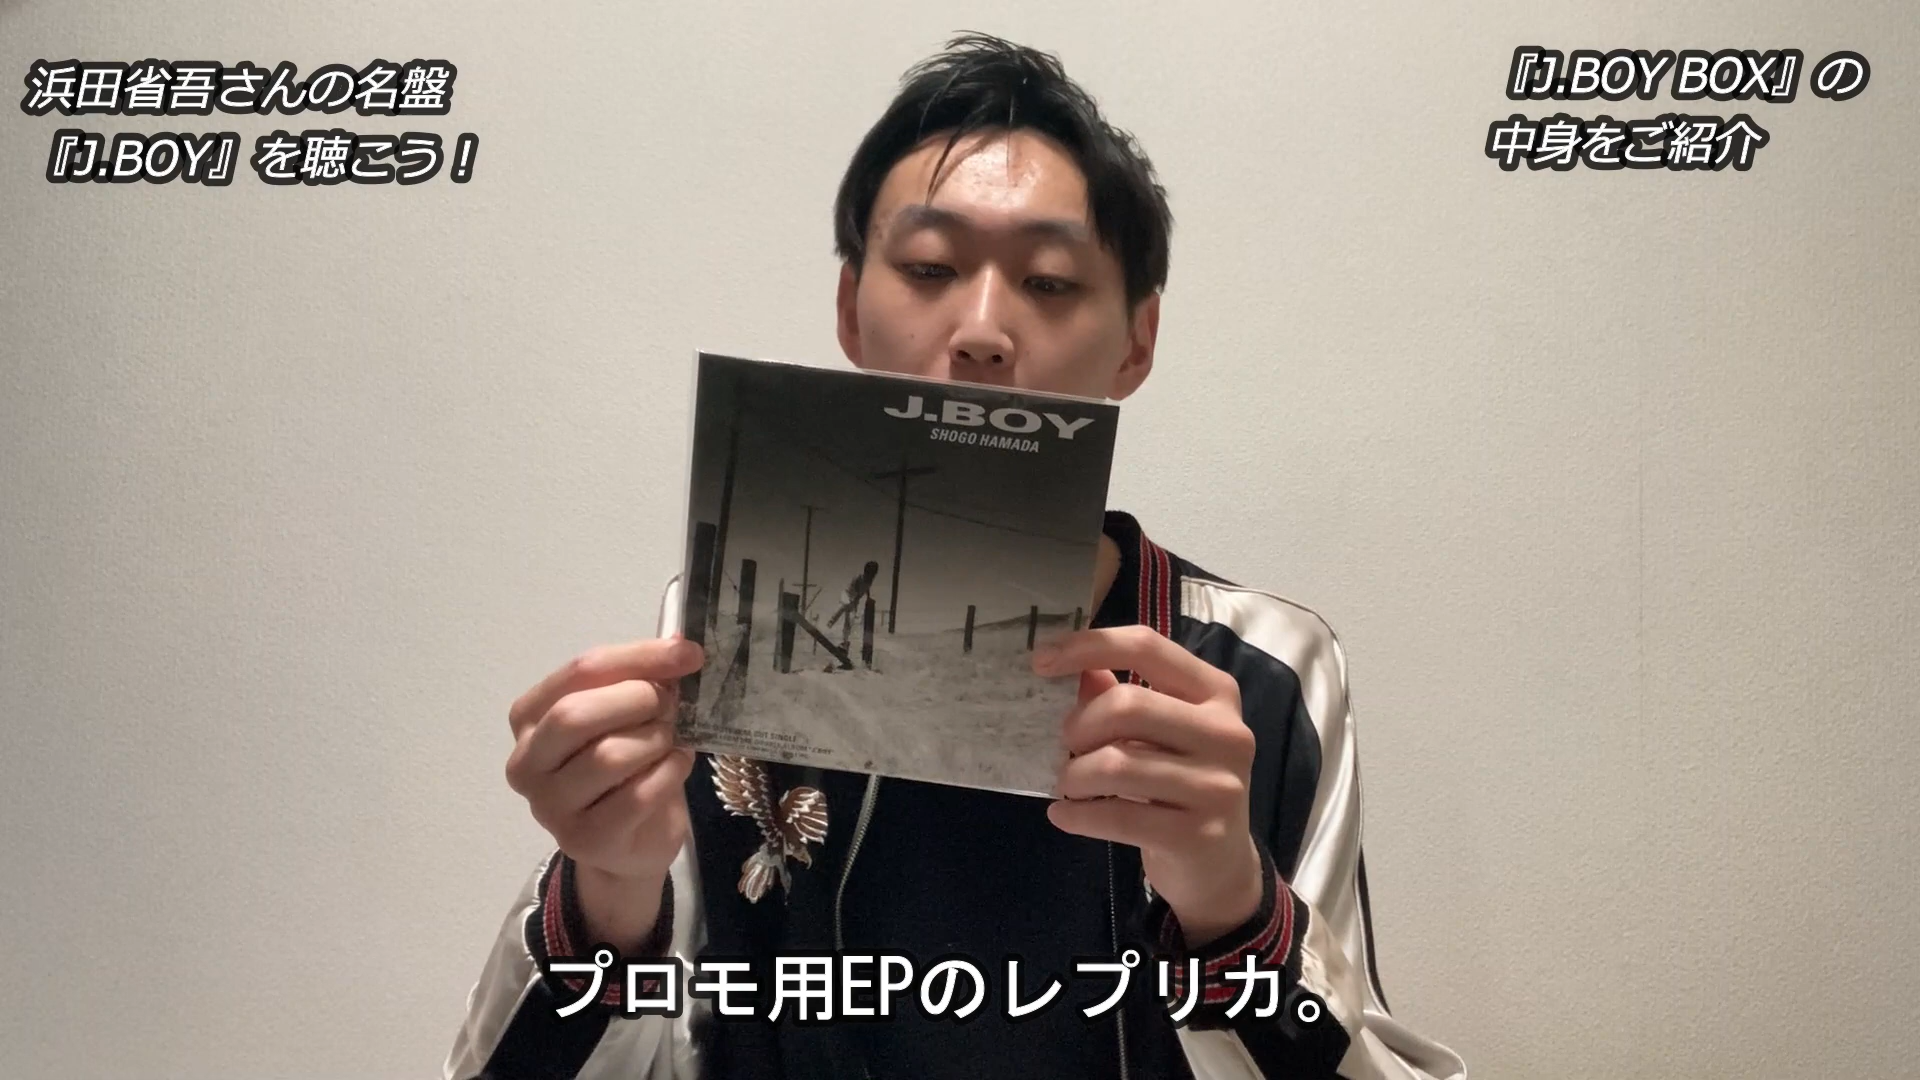 浜田省吾さんの名盤
『J.BOY』を聴こう！
『J.BOY BOX』の
中身をご紹介
J.BOY
SHOGO HAMADA
プロモ用EPのレプリカ。